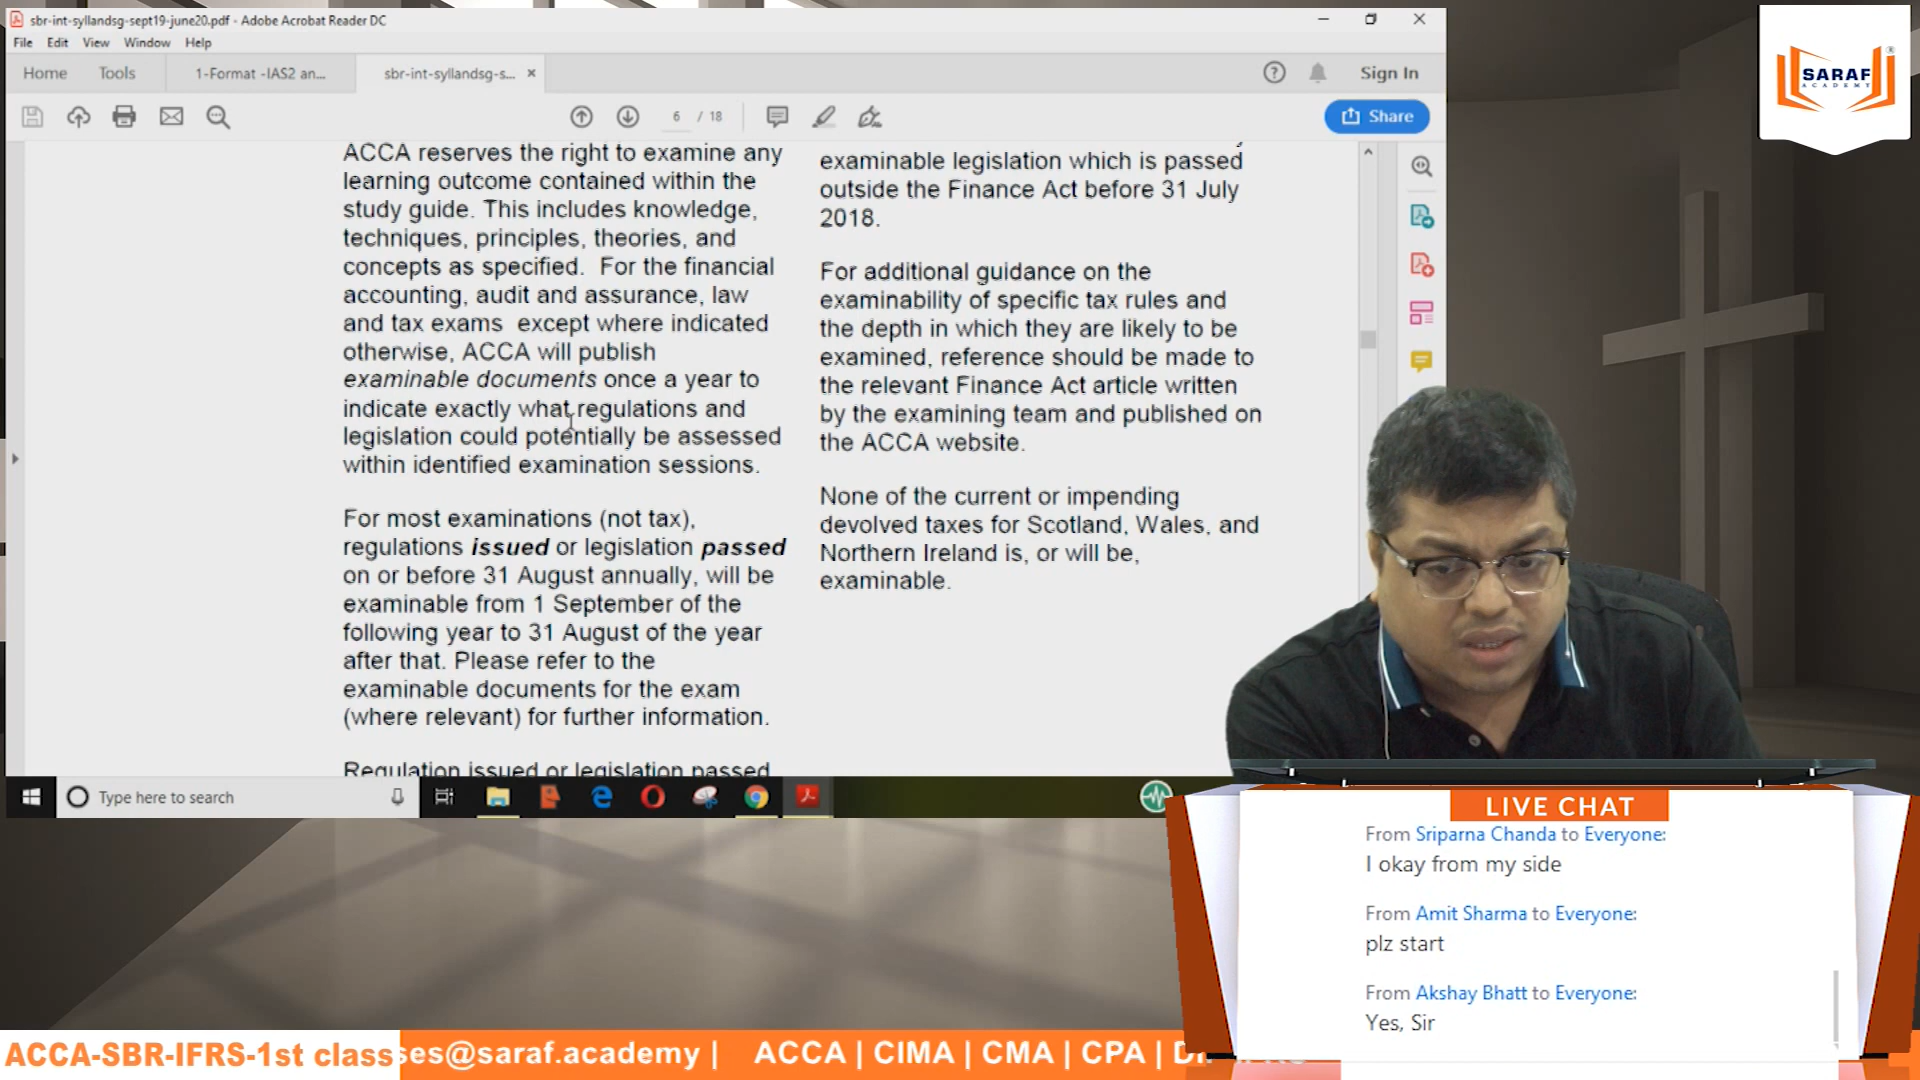 sbr-int-syllandsg-sept19-june20.pdf - Adobe Acrobat Reader DC
File Edit View Window Help
Home Tools 1-Format -IAS2 an... sbr-int-syllandsg-s... × Sign In
6 / 18
Share
ACCA reserves the right to examine any
learning outcome contained within the
study guide. This includes knowledge,
techniques, principles, theories, and
concepts as specified. For the financial
accounting, audit and assurance, law
and tax exams except where indicated
otherwise, ACCA will publish
examinable documents once a year to
indicate exactly what regulations and
legislation could potentially be assessed
within identified examination sessions.
For most examinations (not tax),
regulations issued or legislation passed
on or before 31 August annually, will be
examinable from 1 September of the
following year to 31 August of the year
after that. Please refer to the
examinable documents for the exam
(where relevant) for further information.
Regulation issued or legislation passed
examinable legislation which is passed
outside the Finance Act before 31 July
2018.
For additional guidance on the
examinability of specific tax rules and
the depth in which they are likely to be
examined, reference should be made to
the relevant Finance Act article written
by the examining team and published on
the ACCA website.
None of the current or impending
devolved taxes for Scotland, Wales, and
Northern Ireland is, or will be,
examinable.
Type here to search
SARAF
ACADEMY
®
LIVE CHAT
From Sriparna Chanda to Everyone:
I okay from my side
From Amit Sharma to Everyone:
plz start
From Akshay Bhatt to Everyone:
Yes, Sir
ACCA-SBR-IFRS-1st class
ses@saraf.academy | ACCA | CIMA | CMA | CPA |